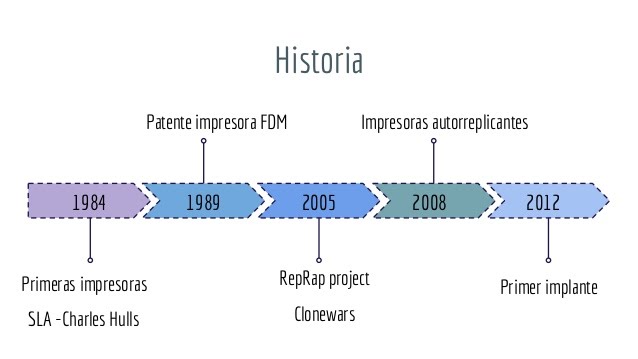 Historia
Patente impresora FDM
Impresoras autorreplicantes
1984
1989
2005
2008
2012
Primeras impresoras
SLA -Charles Hulls
RepRap project
Clonewars
Primer implante